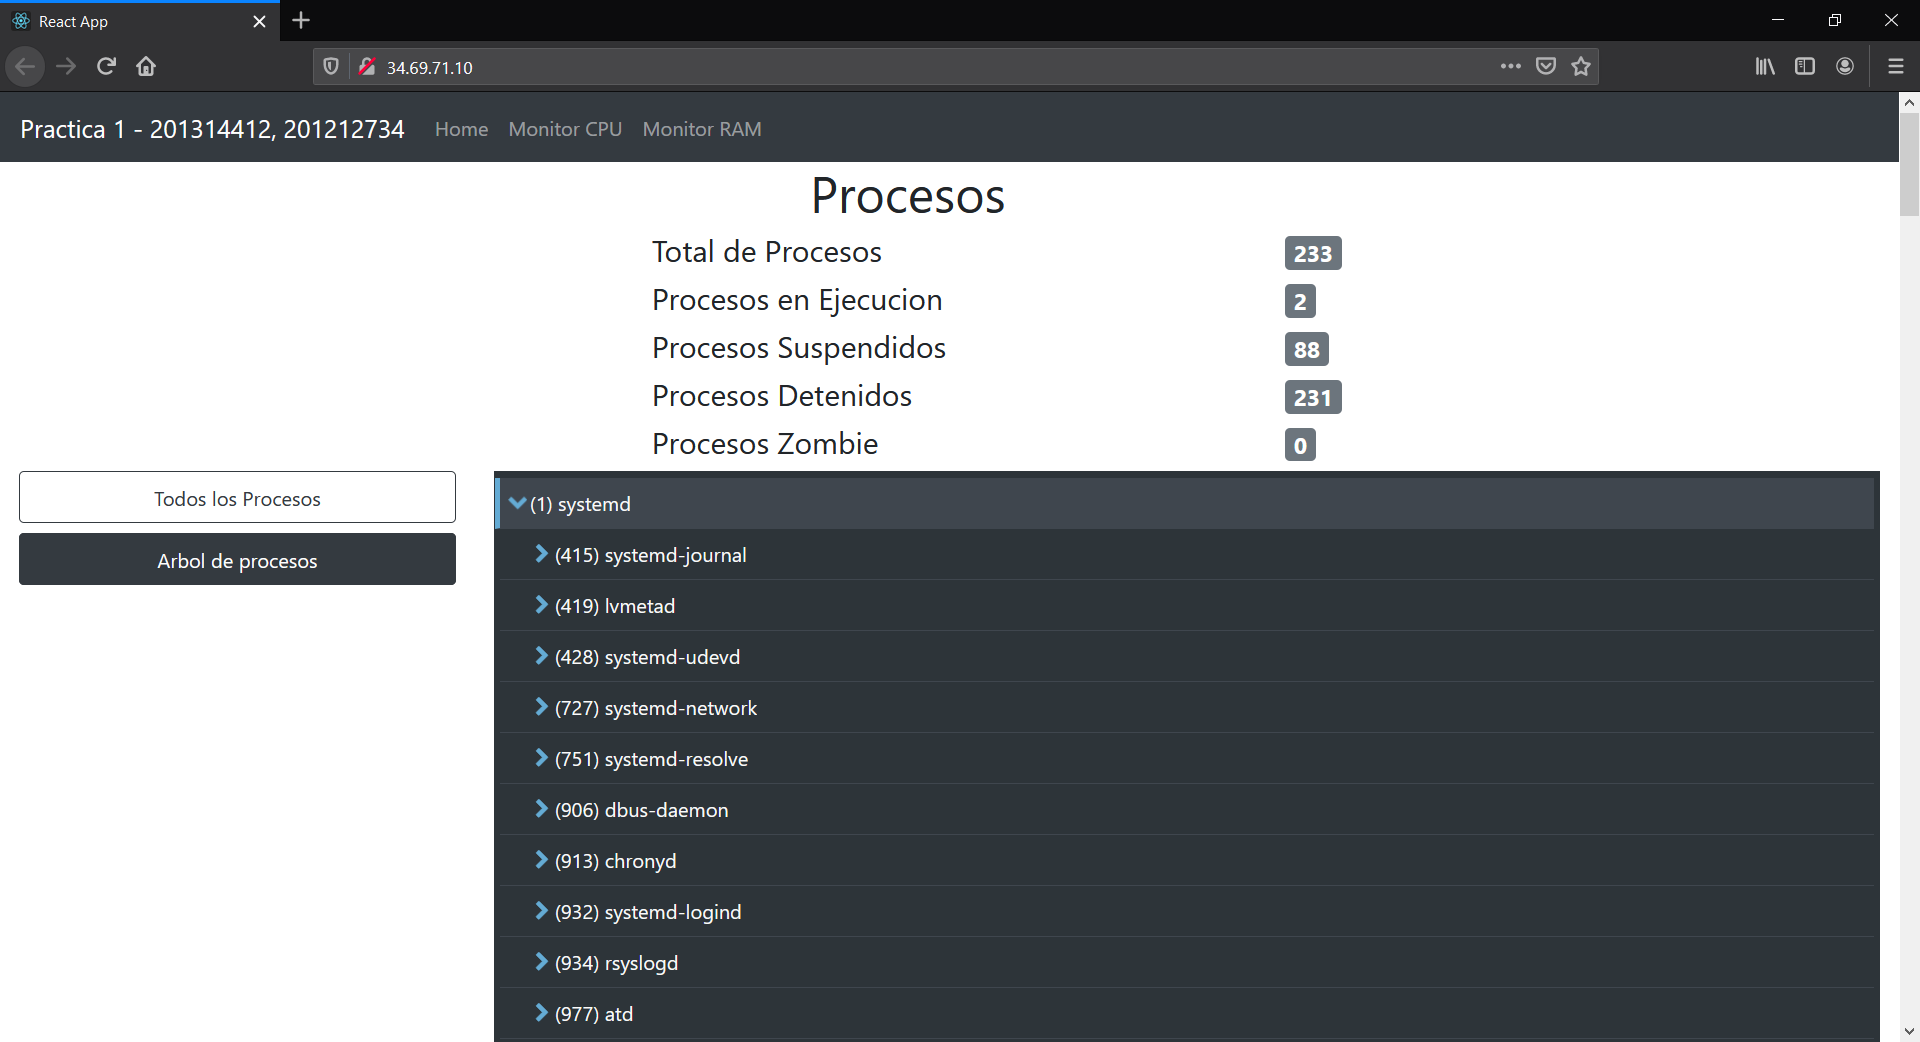 React App
34.69.71.10
Practica 1 - 201314412, 201212734 Home Monitor CPU Monitor RAM
Procesos
Total de Procesos 233
Procesos en Ejecucion 2
Procesos Suspendidos 88
Procesos Detenidos 231
Procesos Zombie 0
Todos los Procesos
Arbol de procesos
(1) systemd
(415) systemd-journal
(419) lvmetad
(428) systemd-udevd
(727) systemd-network
(751) systemd-resolve
(906) dbus-daemon
(913) chronyd
(932) systemd-logind
(934) rsyslogd
(977) atd